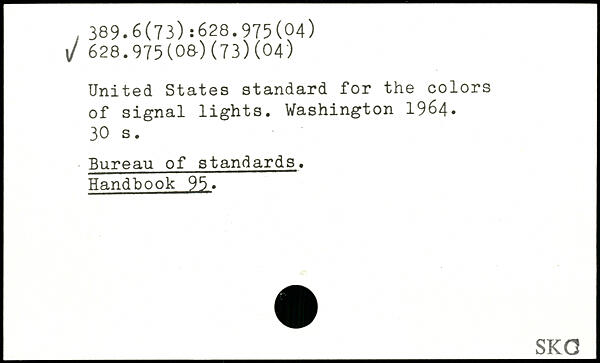 389.6(73):628.975(04)
✓ 628.975(08)(73)(04)
United States standard for the colors
of signal lights. Washington 1964.
30 s.
Bureau of standards.
Handbook 95.